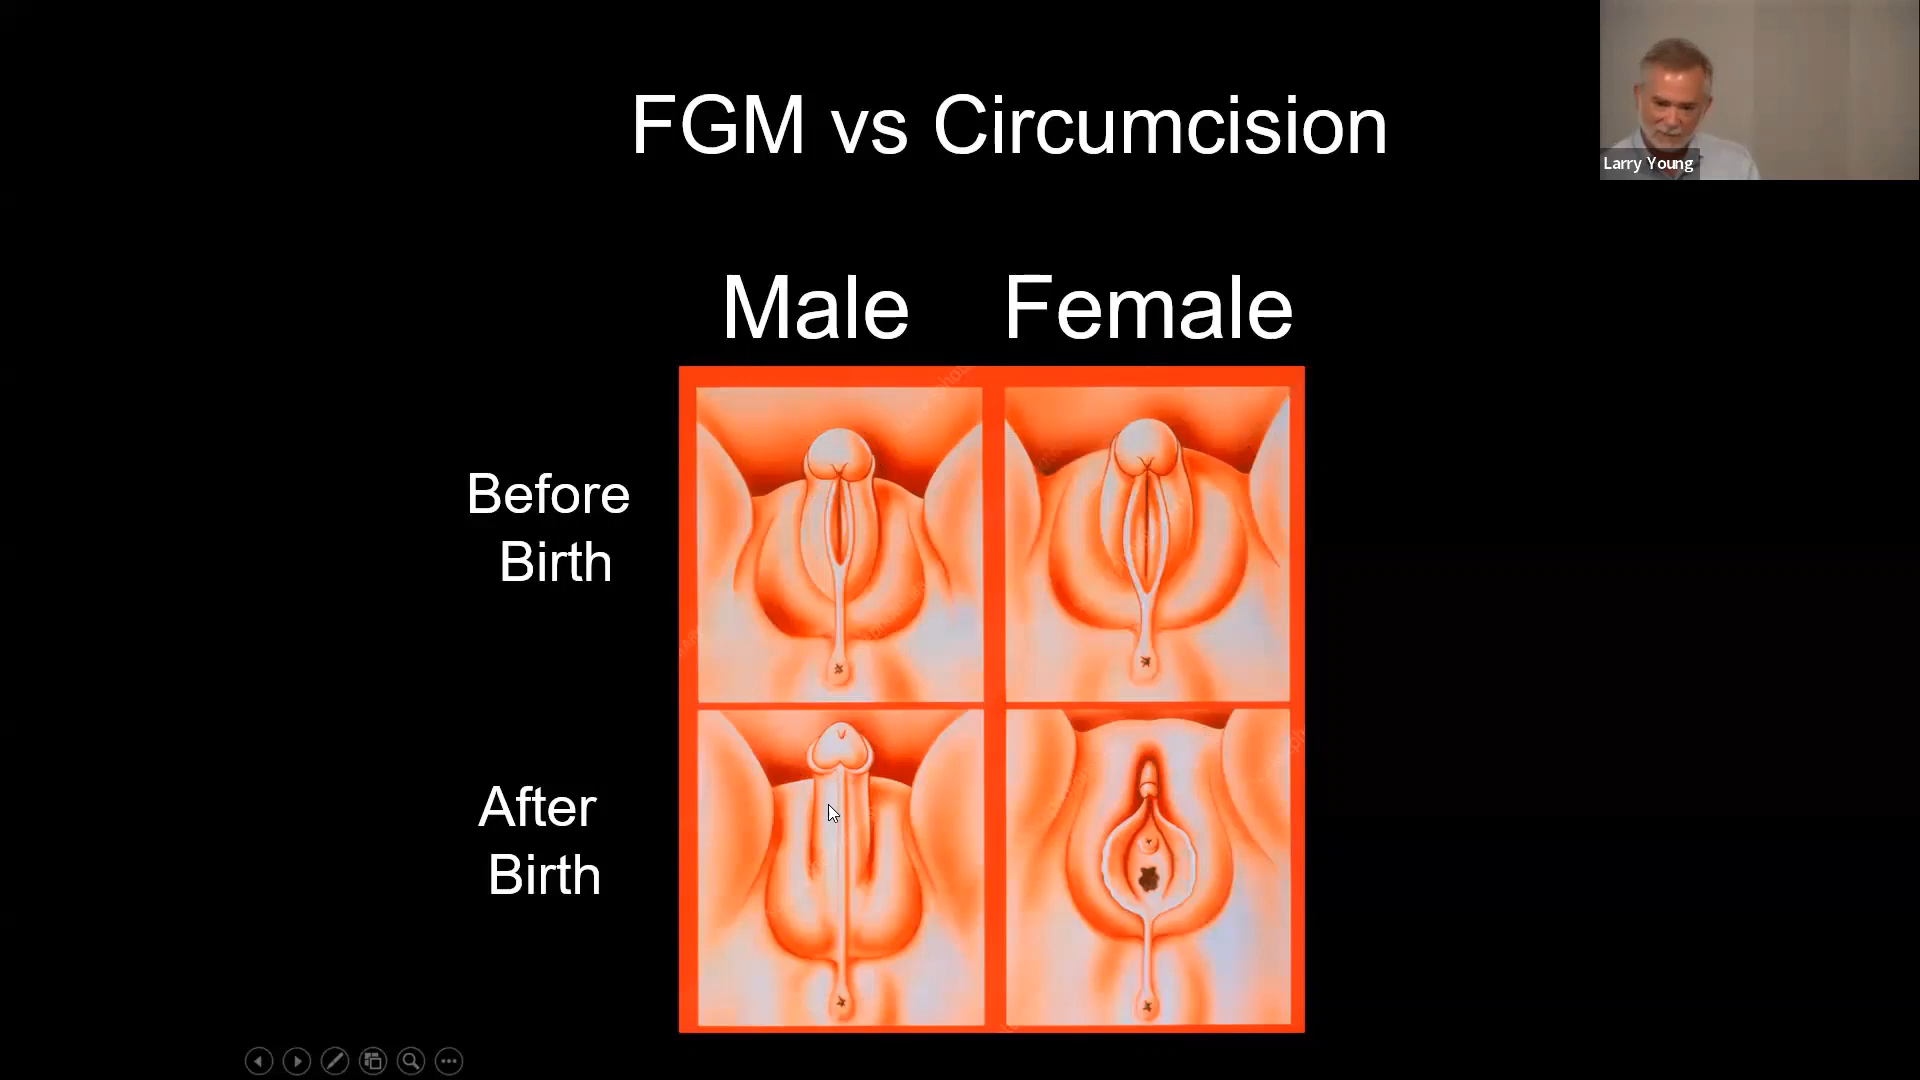 FGM vs Circumcision
Larry Young
Male Female
Before
Birth
After
Birth